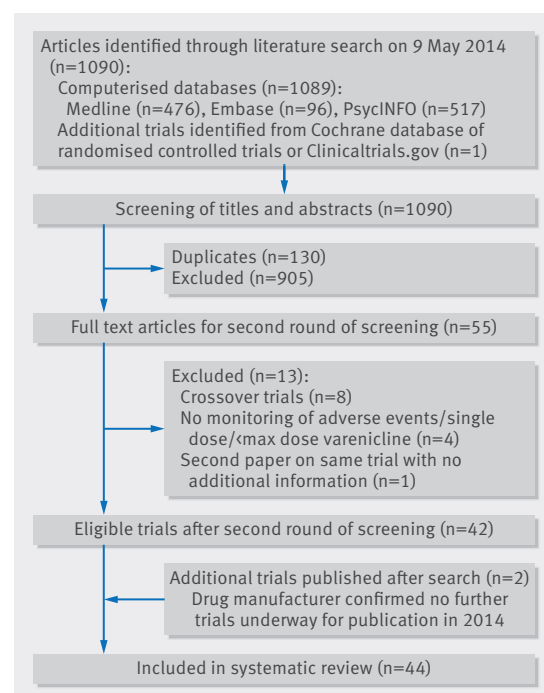 Articles identified through literature search on 9 May 2014
(n=1090):
Computerised databases (n=1089):
Medline (n=476), Embase (n=96), PsycINFO (n=517)
Additional trials identified from Cochrane database of
randomised controlled trials or Clinicaltrials.gov (n=1)
Screening of titles and abstracts (n=1090)
Duplicates (n=130)
Excluded (n=905)
Full text articles for second round of screening (n=55)
Excluded (n=13):
Crossover trials (n=8)
No monitoring of adverse events/single
dose/<max dose varenicline (n=4)
Second paper on same trial with no
additional information (n=1)
Eligible trials after second round of screening (n=42)
Additional trials published after search (n=2)
Drug manufacturer confirmed no further
trials underway for publication in 2014
Included in systematic review (n=44)